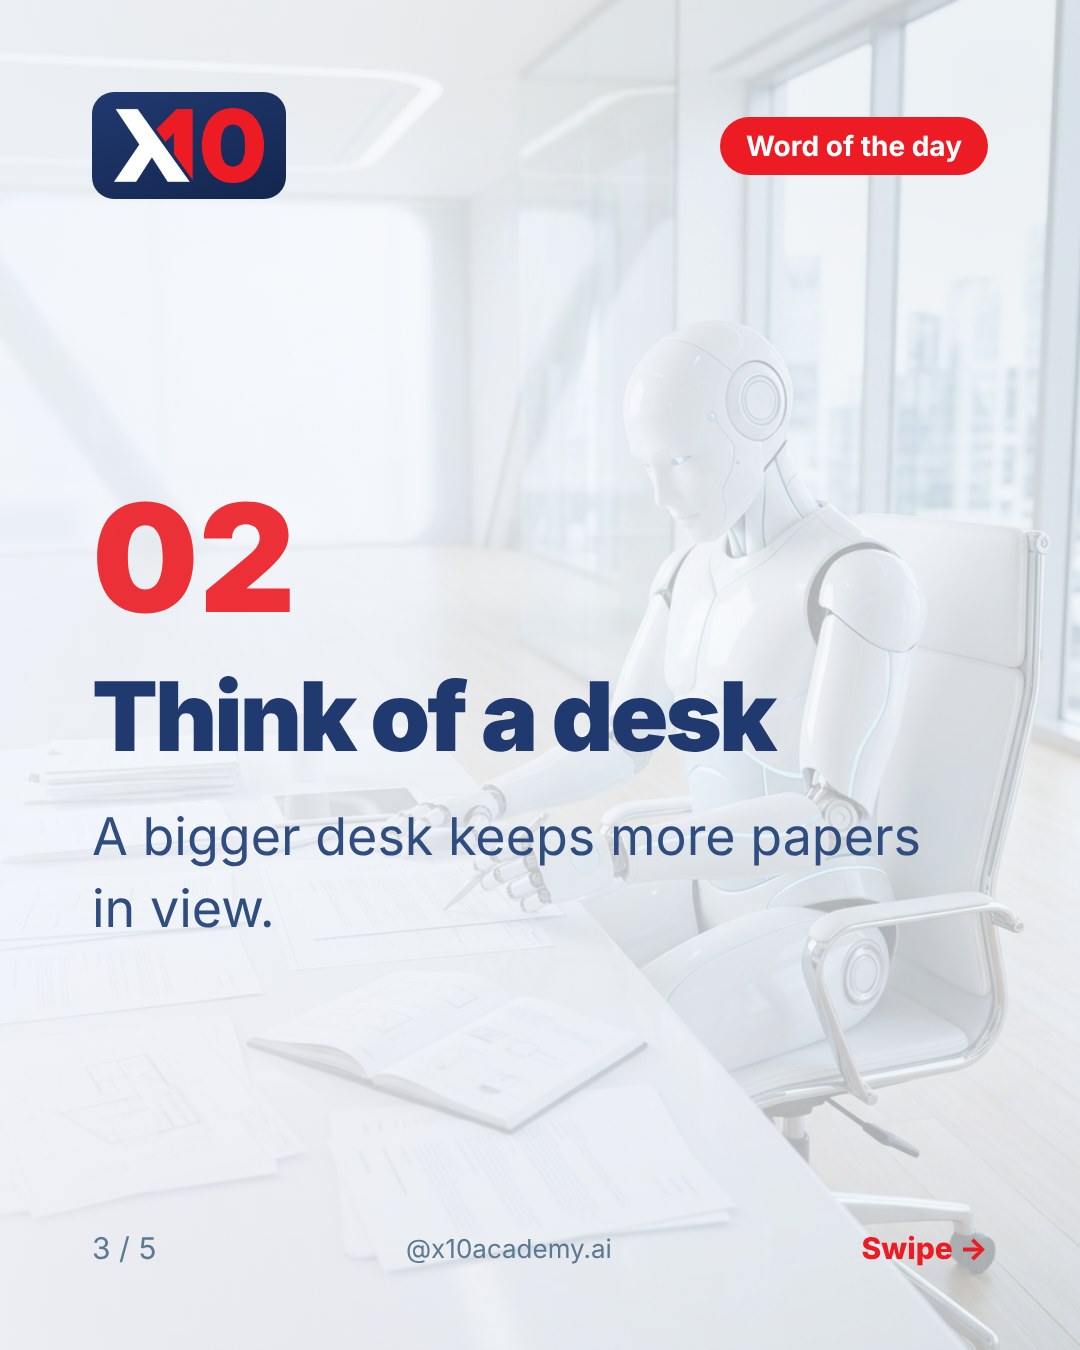 X10
Word of the day
02
Think of a desk
A bigger desk keeps more papers
in view.
3 / 5
@x10academy.ai
Swipe →